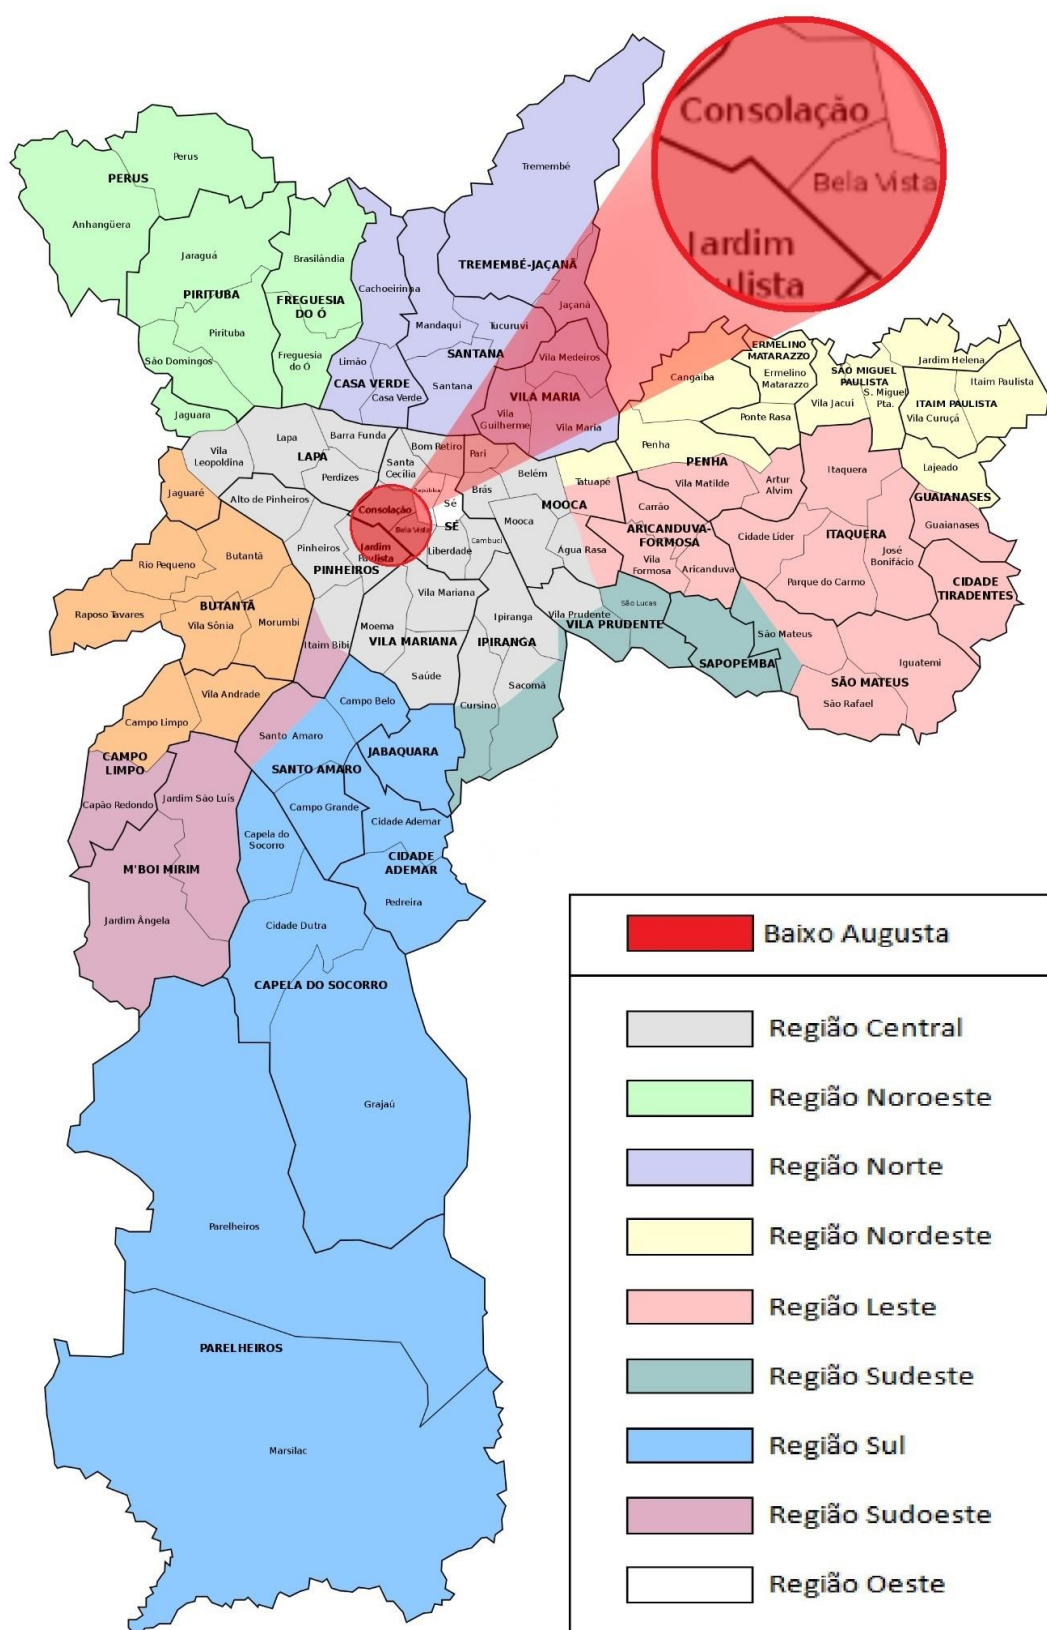 Consolação
Bela Vista
Jardim
ulista
Tremembé
Perus
PERUS
Anhangüera
Jaraguá
Brasilândia
TREMEMBÉ-JAÇANÃ
Cachoeirinha
PIRITUBA
FREGUESIA
DO Ó
Jaçanã
Mandaqui
Tucuruvi
Pirituba
SANTANA
Vila Medeiros
São Domingos
Freguesia
do Ó
Limão
CASA VERDE
Santana
Casa Verde
VILA MARIA
Jaguara
Vila
Guilherme
Vila Maria
ERMELINO
MATARAZZO
Cangaíba
Ermelino
Matarazzo
SÃO MIGUEL
PAULISTA
Jardim Helena
Itaim Paulista
S. Miguel
Pta.
Vila Jacuí
ITAIM PAULISTA
Vila Curuçá
Ponte Rasa
Lapa
Barra Funda
Bom Retiro
Pari
Penha
Vila
Leopoldina
LAPA
Santa
Cecília
Perdizes
Belém
PENHA
Itaquera
Lajeado
Jaguaré
Alto de Pinheiros
República
Brás
Tatuapé
Vila Matilde
Artur
Alvim
GUAIANASES
Consolação
Sé
MOOCA
Carrão
Bela Vista
SÉ
Mooca
ARICANDUVA-
FORMOSA
Cidade Líder
ITAQUERA
Guaianases
Butantã
Pinheiros
Jardim
Paulista
Liberdade
Cambuci
Água Rasa
Vila
Formosa
Aricanduva
José
Bonifácio
Rio Pequeno
PINHEIROS
Parque do Carmo
CIDADE
TIRADENTES
Raposo Tavares
BUTANTÃ
Vila Sônia
Morumbi
Vila Mariana
Moema
VILA MARIANA
Ipiranga
IPIRANGA
Vila Prudente
São Lucas
VILA PRUDENTE
São Mateus
Itaim Bibi
SAPOPEMBA
Iguatemi
Saúde
Sacomã
SÃO MATEUS
São Rafael
Vila Andrade
Campo Belo
Cursino
Campo Limpo
Santo Amaro
CAMPO
LIMPO
JABAQUARA
SANTO AMARO
Capão Redondo
Jardim São Luís
Campo Grande
Capela do
Socorro
Cidade Ademar
M'BOI MIRIM
CIDADE
ADEMAR
Pedreira
Jardim Ângela
Cidade Dutra
CAPELA DO SOCORRO
Grajaú
Parelheiros
PARELHEIROS
Marsilac
Baixo Augusta
Região Central
Região Noroeste
Região Norte
Região Nordeste
Região Leste
Região Sudeste
Região Sul
Região Sudoeste
Região Oeste